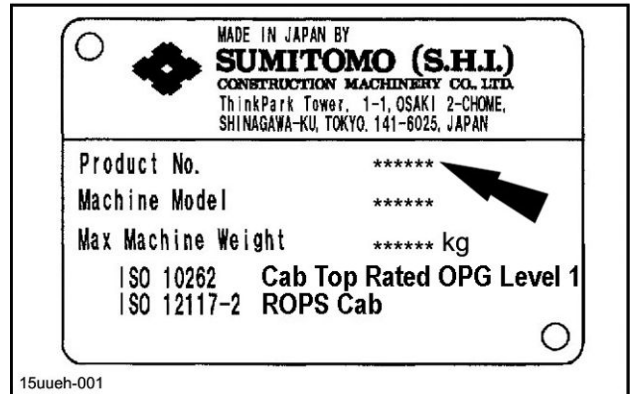 MADE IN JAPAN BY
SUMITOMO (S.H.I.)
CONSTRUCTION MACHINERY CO., LTD.
ThinkPark Tower, 1-1, OSAKI 2-CHOME,
SHINAGAWA-KU, TOKYO. 141-6025, JAPAN
Product No. ******
Machine Model ******
Max Machine Weight ****** kg
ISO 10262 Cab Top Rated OPG Level 1
ISO 12117-2 ROPS Cab
15uueh-001